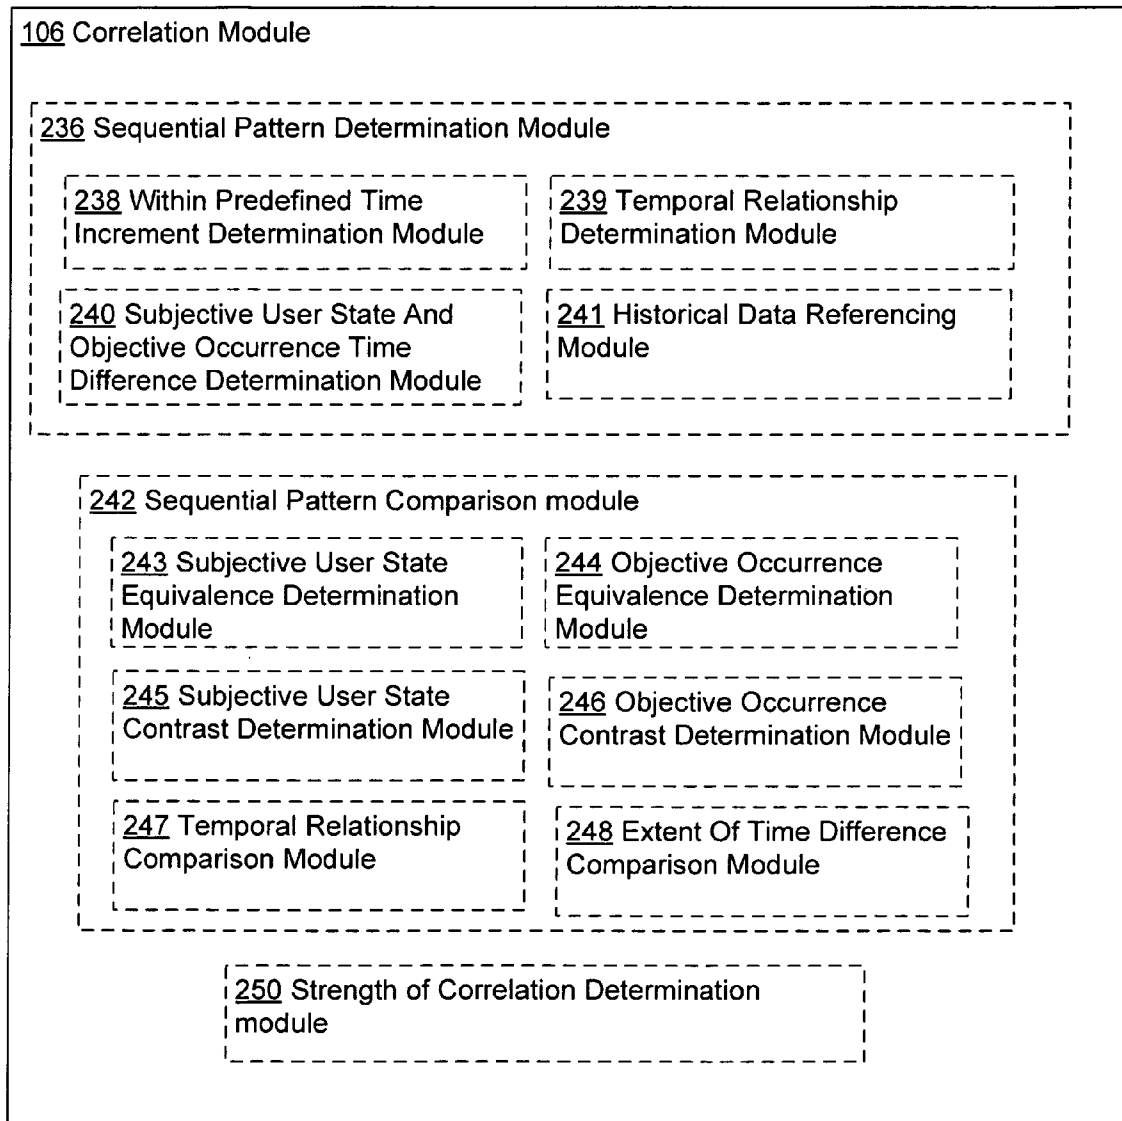 106 Correlation Module
236 Sequential Pattern Determination Module
238 Within Predefined Time
Increment Determination Module
239 Temporal Relationship
Determination Module
240 Subjective User State And
Objective Occurrence Time
Difference Determination Module
241 Historical Data Referencing
Module
242 Sequential Pattern Comparison module
243 Subjective User State
Equivalence Determination
Module
244 Objective Occurrence
Equivalence Determination
Module
245 Subjective User State
Contrast Determination Module
246 Objective Occurrence
Contrast Determination Module
247 Temporal Relationship
Comparison Module
248 Extent Of Time Difference
Comparison Module
250 Strength of Correlation Determination
module